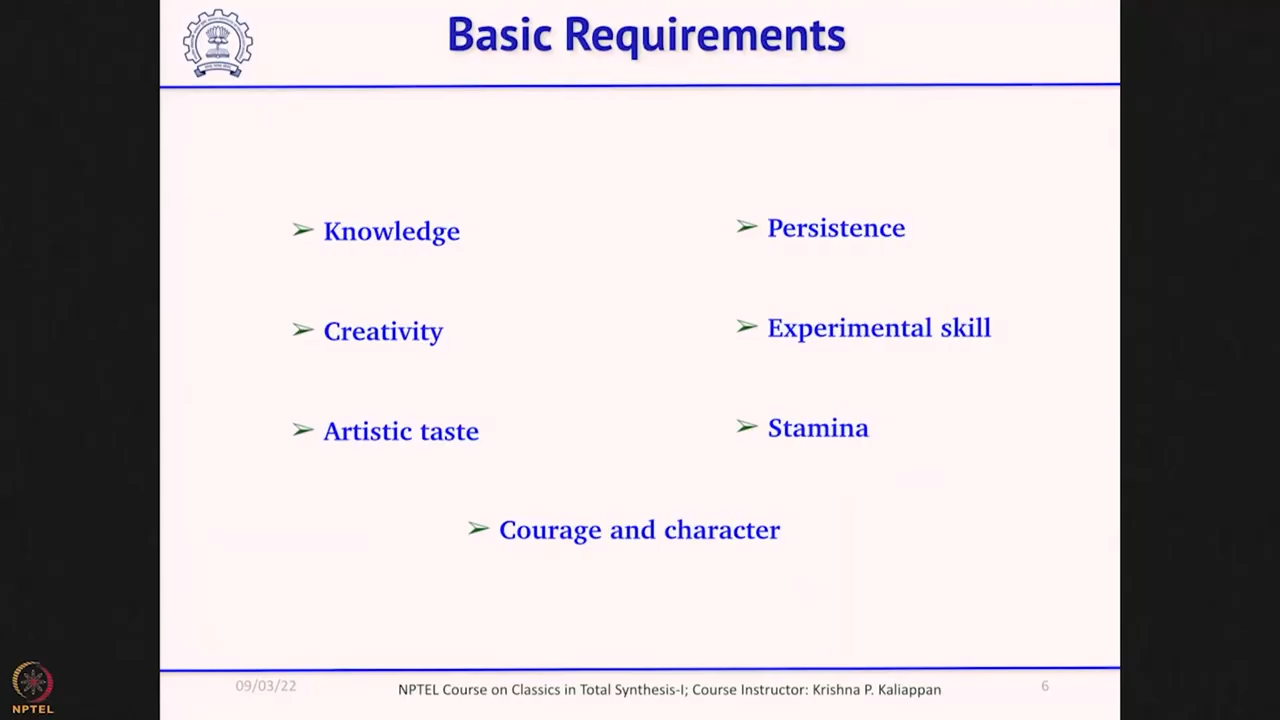 Basic Requirements
➢ Knowledge
➢ Persistence
➢ Creativity
➢ Experimental skill
➢ Artistic taste
➢ Stamina
➢ Courage and character
09/03/22
NPTEL Course on Classics in Total Synthesis-I; Course Instructor: Krishna P. Kaliappan
6
NPTEL